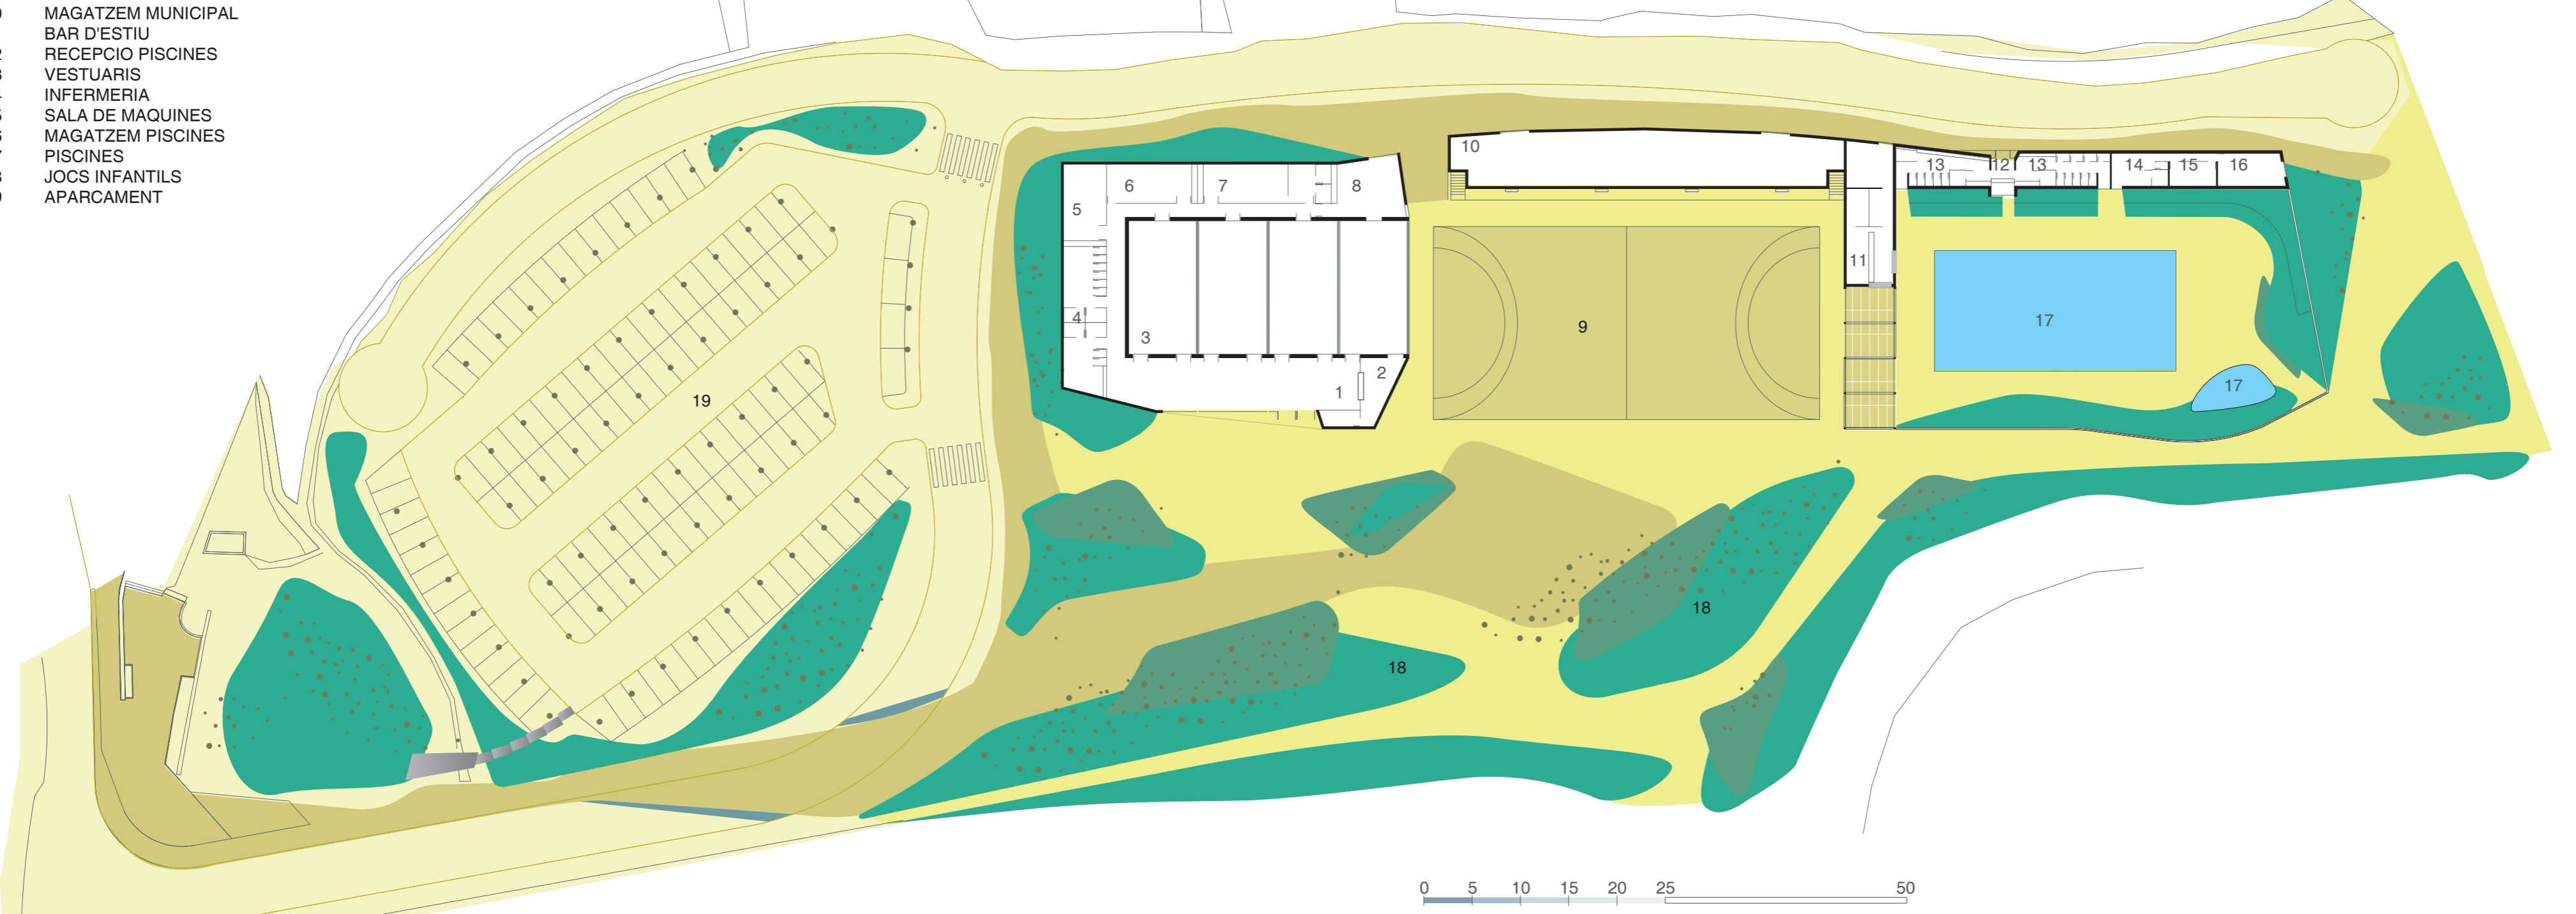 MAGATZEM MUNICIPAL
BAR D'ESTIU
RECEPCIO PISCINES
VESTUARIS
INFERMERIA
SALA DE MAQUINES
MAGATZEM PISCINES
PISCINES
JOCS INFANTILS
APARCAMENT
10
13 12 13 14 15 16
6 7 8
5
11
4
3
9
17
1 2
17
19
18
18
0 5 10 15 20 25 50